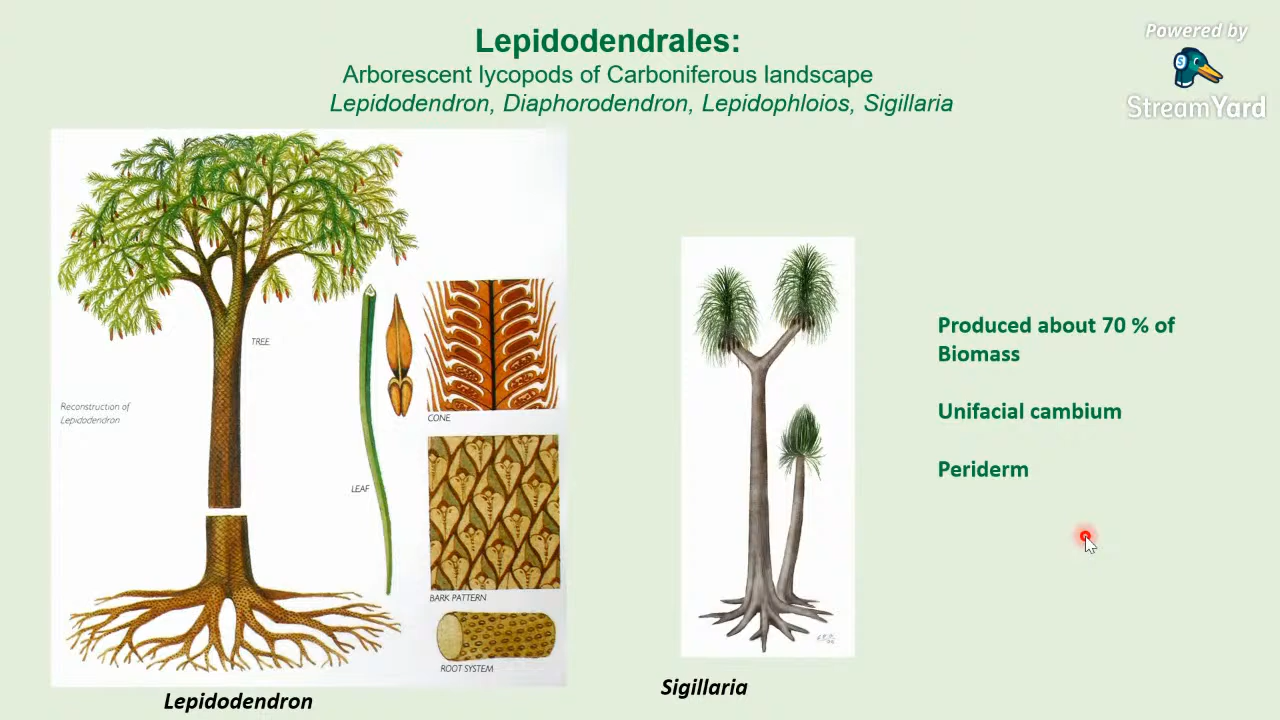 Lepidodendrales:
Arborescent lycopods of Carboniferous landscape
Lepidodendron, Diaphorodendron, Lepidophloios, Sigillaria
Powered by
S
StreamYard
TREE
Reconstruction of
Lepidodendron
LEAF
CONE
BARK PATTERN
ROOT SYSTEM
Lepidodendron
Sigillaria
Produced about 70 % of
Biomass
Unifacial cambium
Periderm